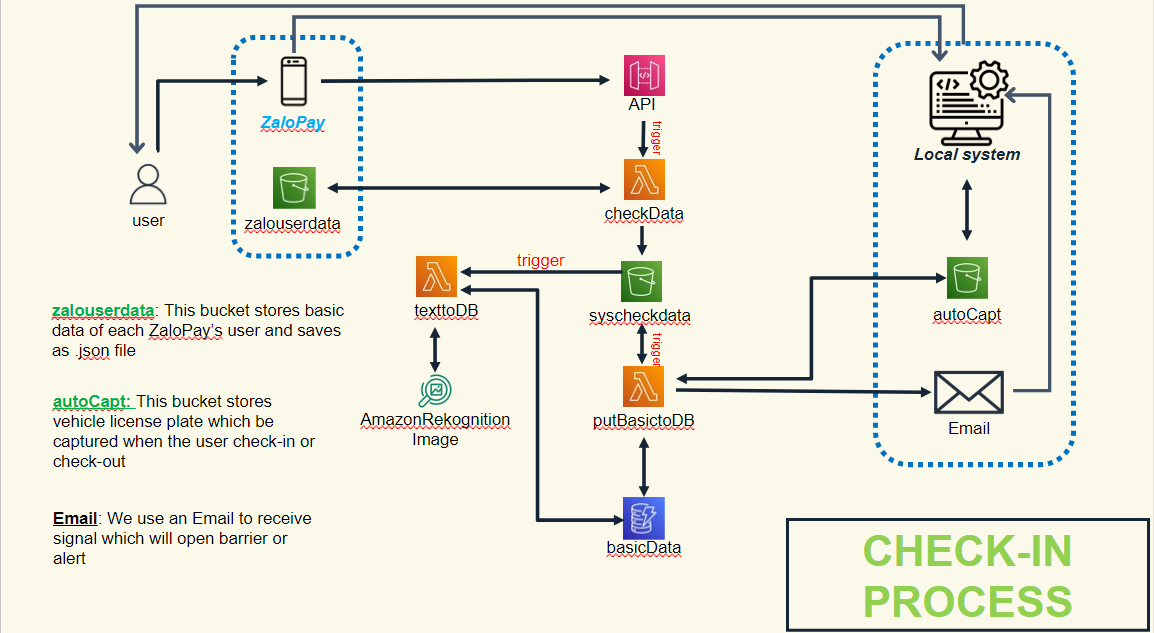 API
trigger
ZaloPay
Local system
checkData
user
zalouserdata
trigger
texttoDB
syscheckdata
autoCapt
trigger
zalouserdata: This bucket stores basic
data of each ZaloPay's user and saves
as .json file
autoCapt: This bucket stores
vehicle license plate which be
captured when the user check-in or
check-out
AmazonRekognition
Image
putBasictoDB
Email
Email: We use an Email to receive
signal which will open barrier or
alert
basicData
CHECK-IN
PROCESS